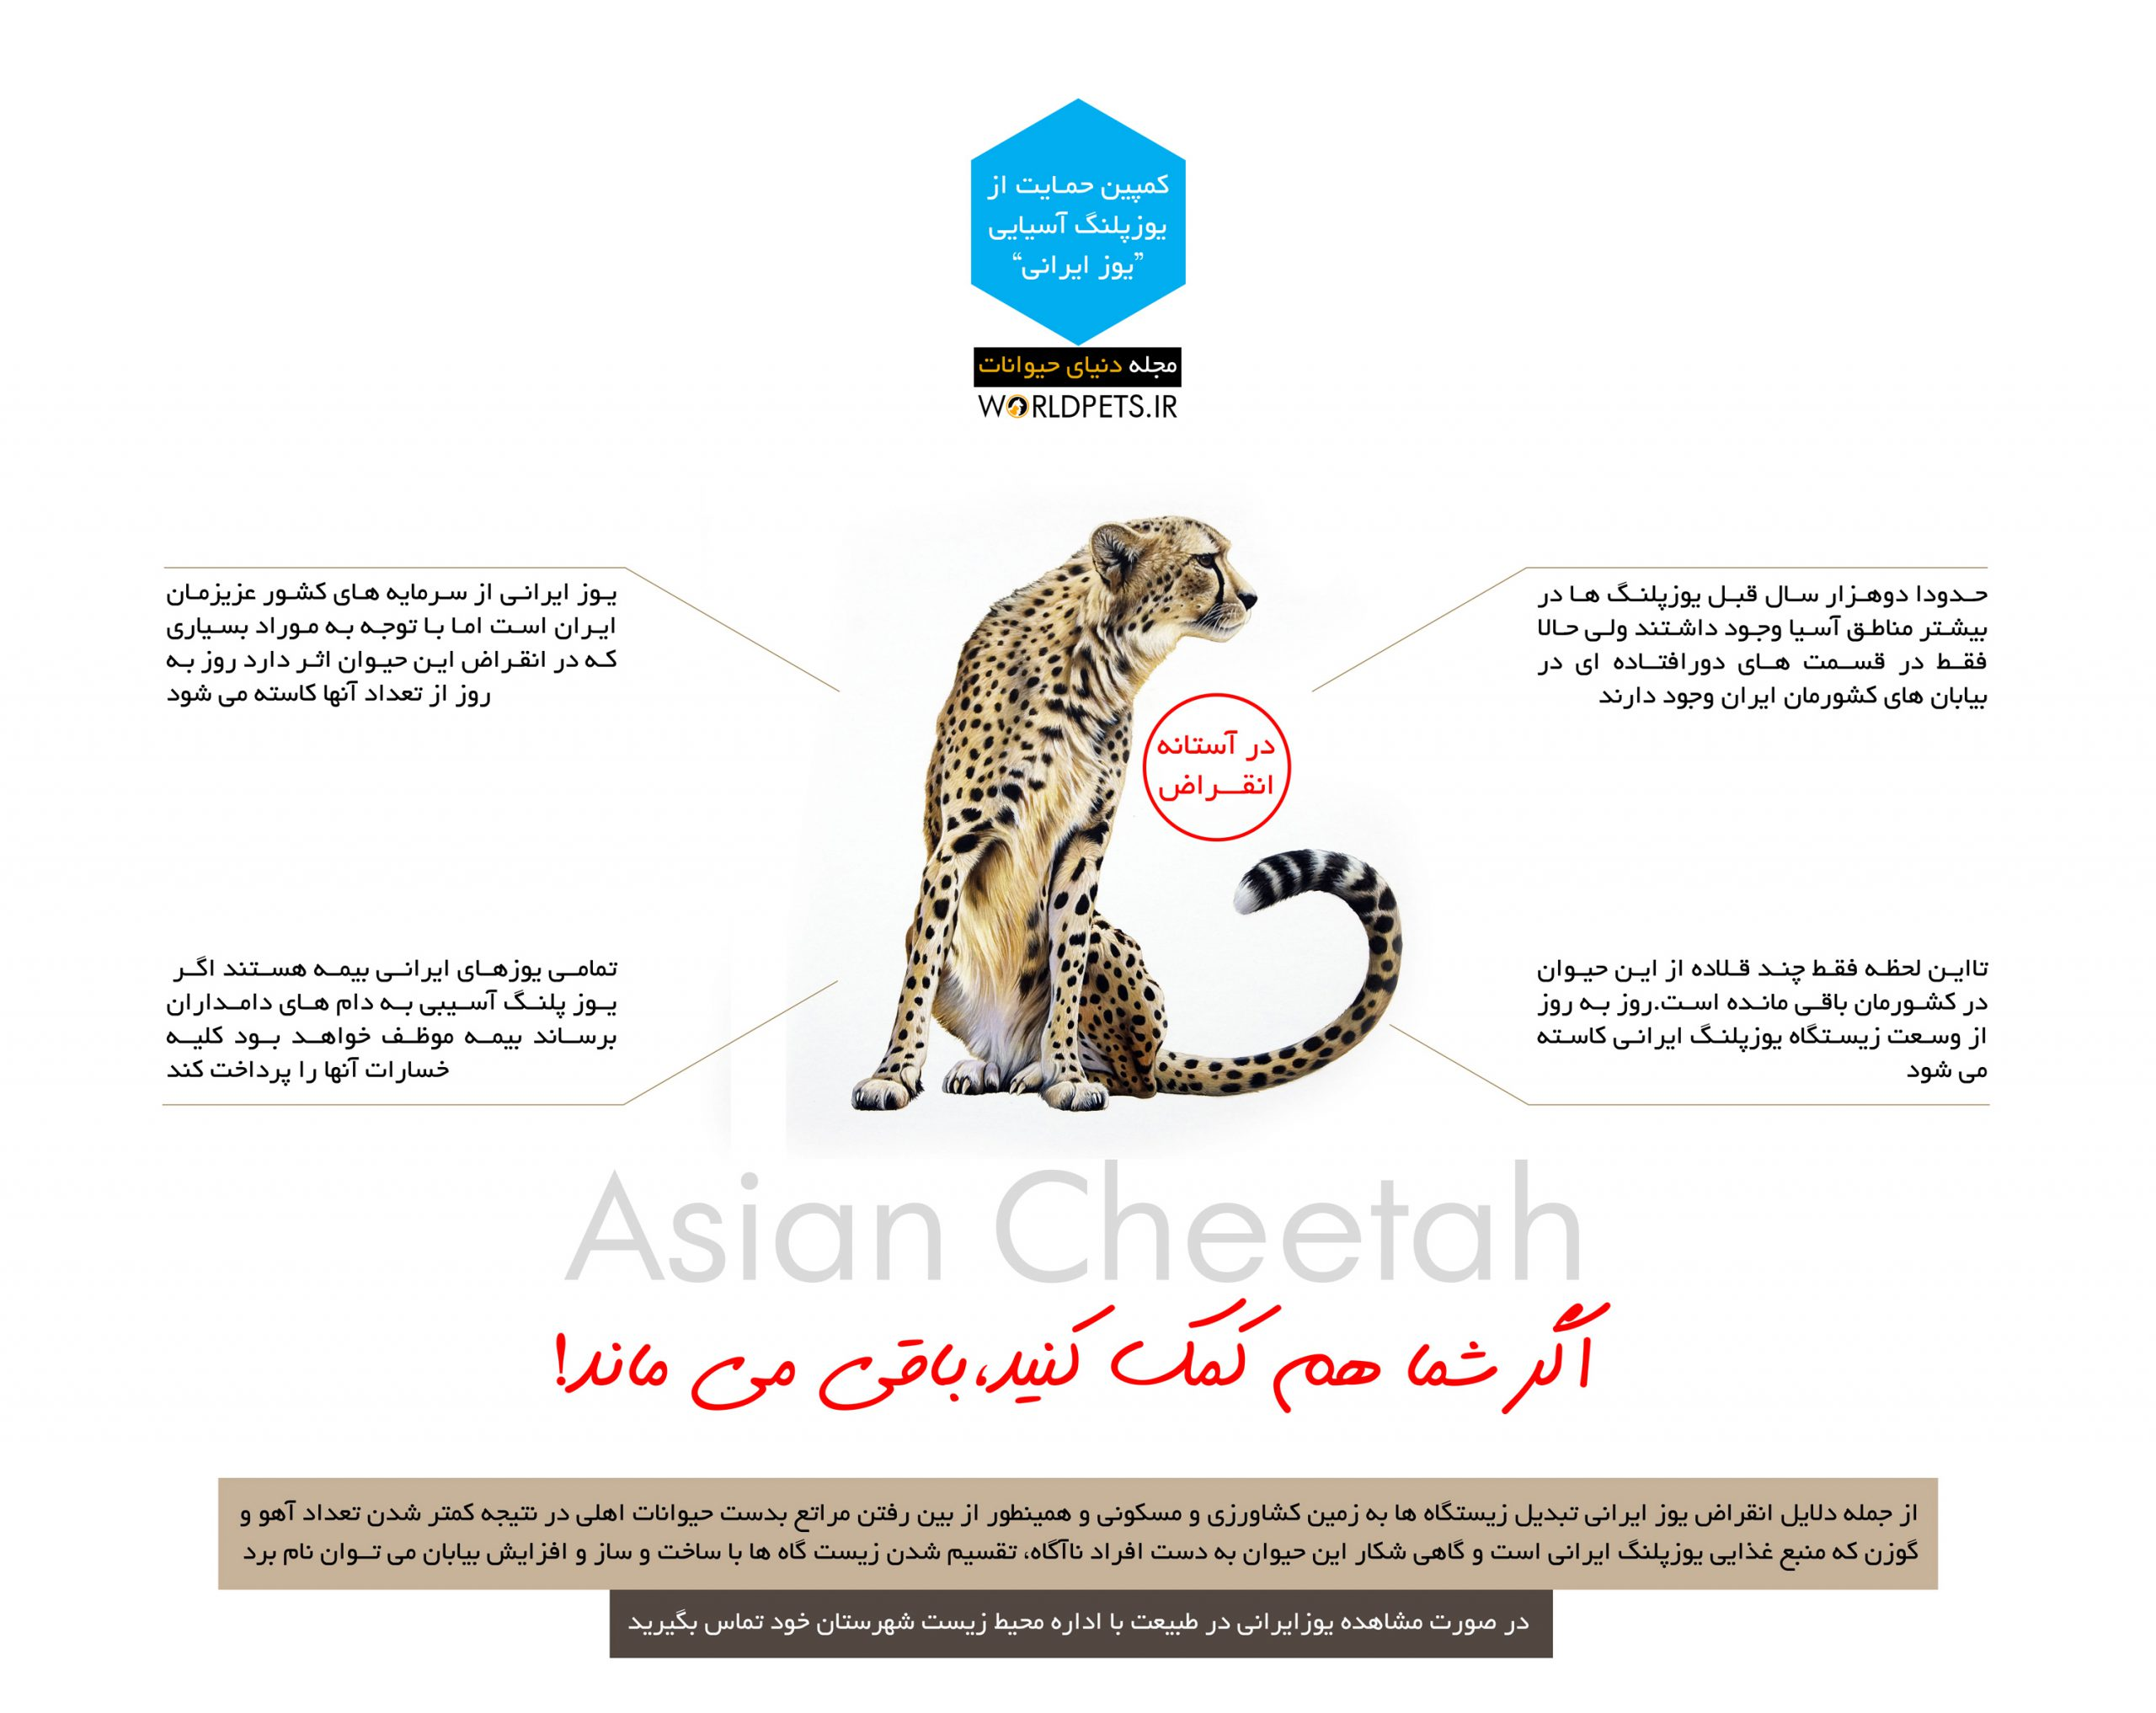 کمپین حمایت از
یوزپلنگ آسیایی
”یوز ایرانی“
مجله دنیای حیوانات
WORLDPETS.IR
حدودا دوهزار سال قبل یوزپلنگ ها در
بیشتر مناطق آسیا وجود داشتند ولی حالا
فقط در قسمت های دورافتاده ای در
بیابان های کشورمان ایران وجود دارند
یوز ایرانی از سرمایه های کشور عزیزمان
ایران است اما با توجه به موراد بسیاری
که در انقراض این حیوان اثر دارد روز به
روز از تعداد آنها کاسته می شود
در آستانه
انقراض
تااین لحظه فقط چند قلاده از این حیوان
در کشورمان باقی مانده است.روز به روز
از وسعت زیستگاه یوزپلنگ ایرانی کاسته
می شود
تمامی یوزهای ایرانی بیمه هستند اگر
یوز پلنگ آسیبی به دام های دامداران
برساند بیمه موظف خواهد بود کلیه
خسارات آنها را پرداخت کند
Asian Cheetah
اگر شما هم کمک کنید،باقی می ماند!
از جمله دلایل انقراض یوز ایرانی تبدیل زیستگاه ها به زمین کشاورزی و مسکونی و همینطور از بین رفتن مراتع بدست حیوانات اهلی در نتیجه کمتر شدن تعداد آهو و
گوزن که منبع غذایی یوزپلنگ ایرانی است و گاهی شکار این حیوان به دست افراد ناآگاه، تقسیم شدن زیست گاه ها با ساخت و ساز و افزایش بیابان می توان نام برد
در صورت مشاهده یوزایرانی در طبیعت با اداره محیط زیست شهرستان خود تماس بگیرید